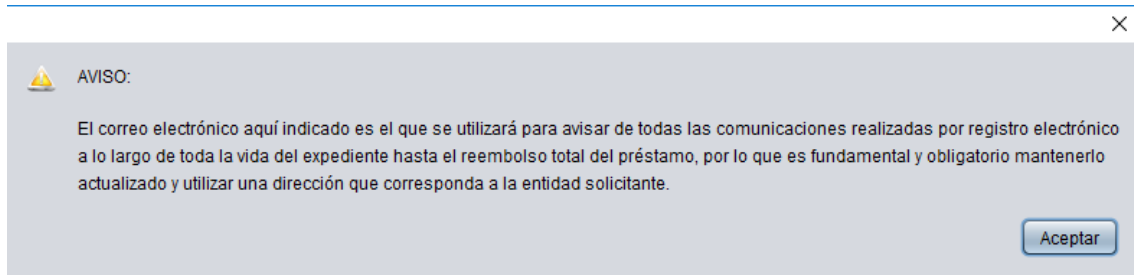 AVISO:
El correo electrónico aquí indicado es el que se utilizará para avisar de todas las comunicaciones realizadas por registro electrónico
a lo largo de toda la vida del expediente hasta el reembolso total del préstamo, por lo que es fundamental y obligatorio mantenerlo
actualizado y utilizar una dirección que corresponda a la entidad solicitante.
Aceptar